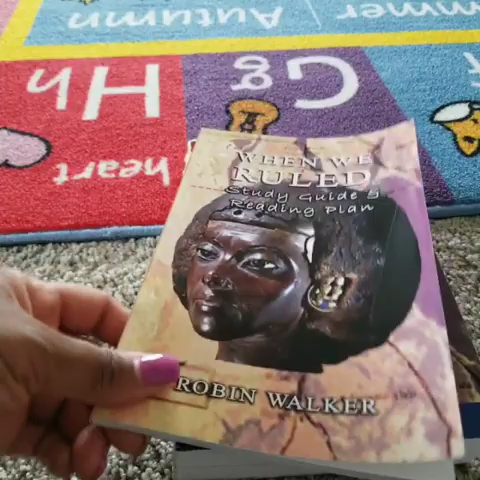 Autumn
mmer
Hh
heart
Gg
WHEN WE
RULED
Study Guide &
Reading Plan
ROBIN WALKER